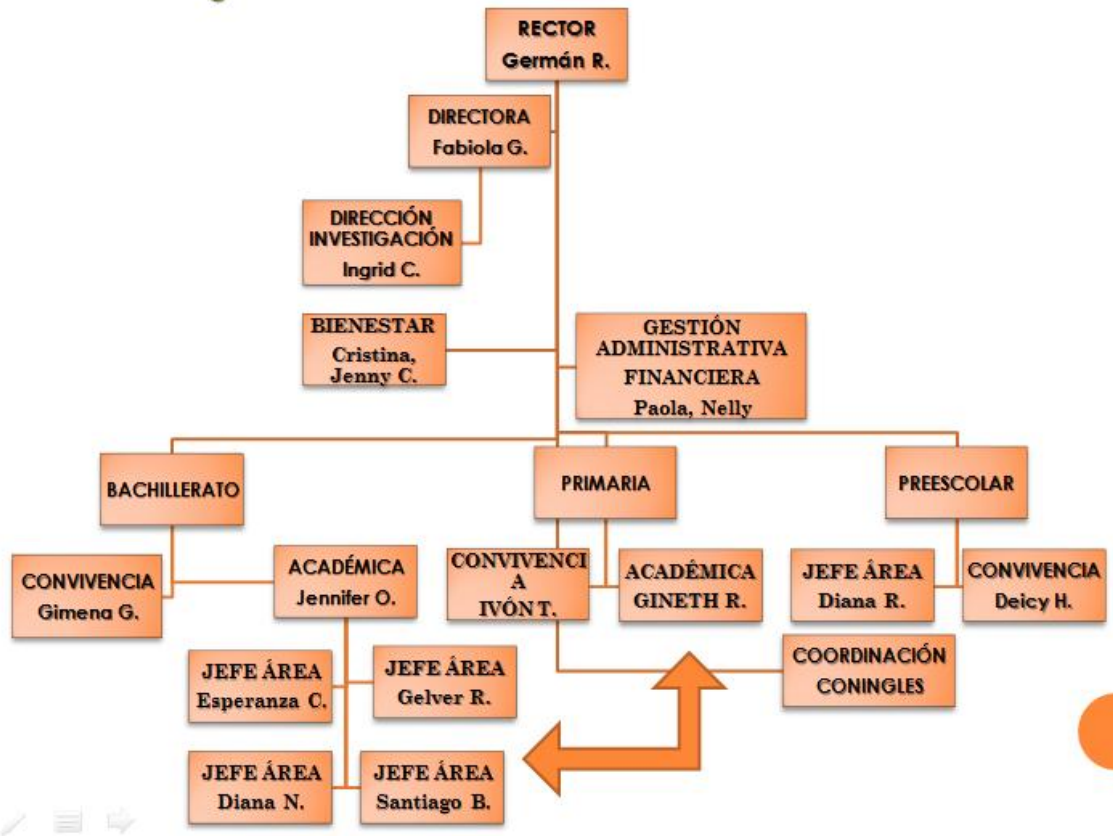 RECTOR
Germán R.
DIRECTORA
Fabiola G.
DIRECCIÓN
INVESTIGACIÓN
Ingrid C.
BIENESTAR
Cristina,
Jenny C.
GESTIÓN
ADMINISTRATIVA
FINANCIERA
Paola, Nelly
BACHILLERATO
PRIMARIA
PREESCOLAR
CONVIVENCIA
Gimena G.
ACADÉMICA
Jennifer O.
CONVIVENCI
A
IVÓN T.
ACADÉMICA
GINETH R.
JEFE ÁREA
Diana R.
CONVIVENCIA
Deicy H.
JEFE ÁREA
Esperanza C.
JEFE ÁREA
Gelver R.
COORDINACIÓN
CONINGLES
JEFE ÁREA
Diana N.
JEFE ÁREA
Santiago B.